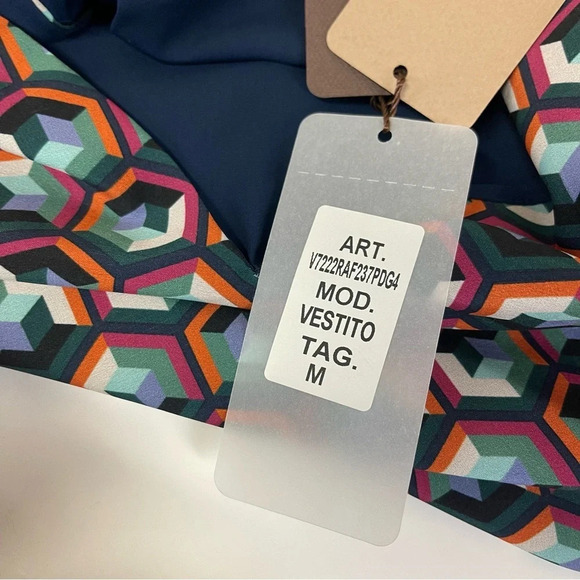 ART.
V7222RAF237PDG4
MOD.
VESTITO
TAG.
M